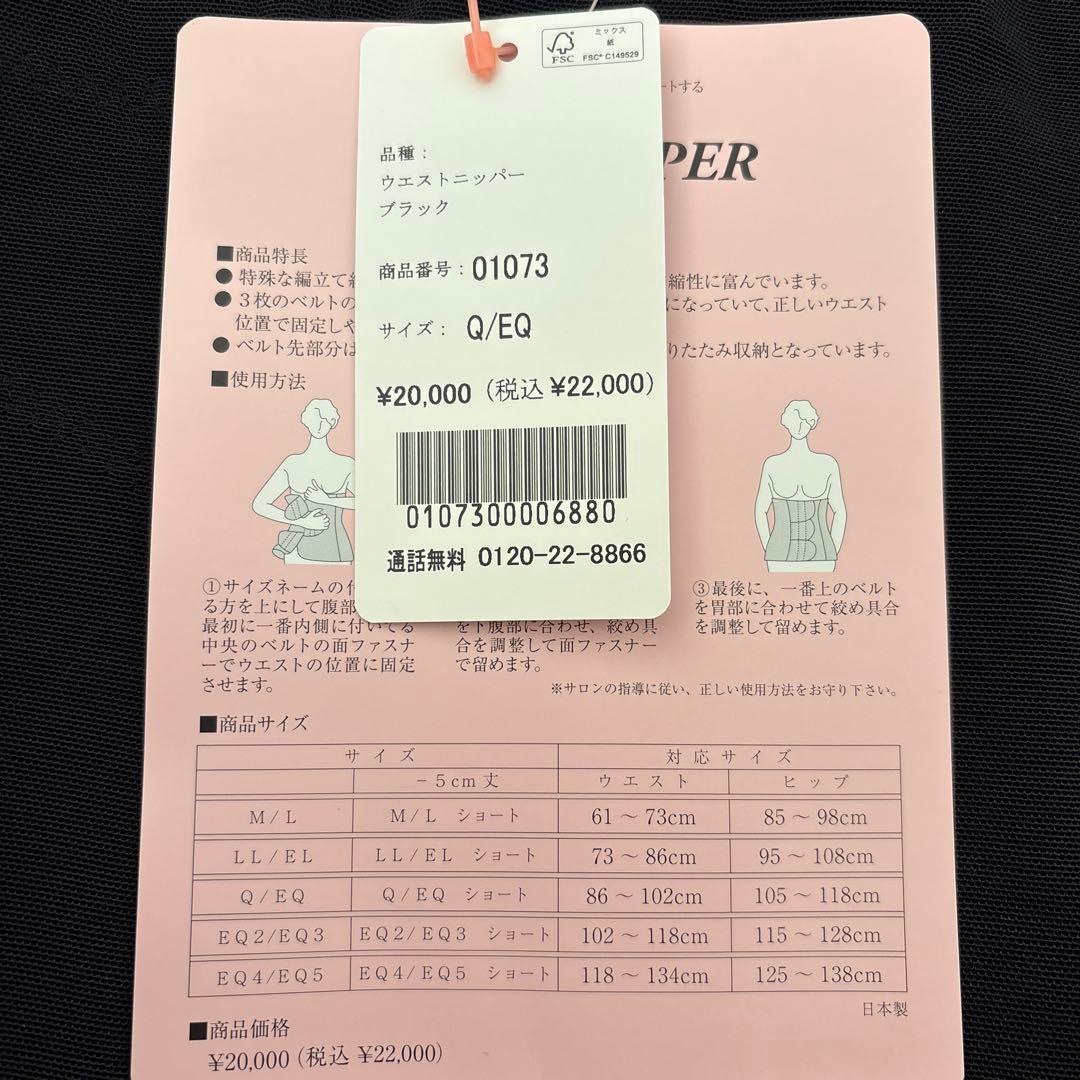 ミックス
紙
FSC
FSC® C149529
品種：
ウエストニッパー
ブラック
商品番号：01073
サイズ： Q/EQ
¥20,000（税込¥22,000）
0107300006880
通話無料 0120-22-8866
ートする
PER
■商品特長
●特殊な編立て 縮性に富んでいます。
●３枚のベルトの になっていて、正しいウエスト
位置で固定しや
●ベルト先部分は りたたみ収納となっています。
■使用方法
①サイズネームの
る方を上にして腹部
最初に一番内側に付いてる
中央のベルトの面ファスナ
ーでウエストの位置に固定
させます。
を下腹部に合わせ、絞め具
合を調整して面ファスナー
で留めます。
③最後に、一番上のベルト
を胃部に合わせて絞め具合
を調整して留めます。
※サロンの指導に従い、正しい使用方法をお守り下さい。
■商品サイズ
サイズ 対応サイズ
－5cm丈 ウエスト ヒップ
M/L M/L ショート 61～73cm 85～98cm
LL/EL LL/EL ショート 73～86cm 95～108cm
Q/EQ Q/EQ ショート 86～102cm 105～118cm
EQ2/EQ3 EQ2/EQ3 ショート 102～118cm 115～128cm
EQ4/EQ5 EQ4/EQ5 ショート 118～134cm 125～138cm
日本製
■商品価格
¥20,000（税込 ¥22,000）